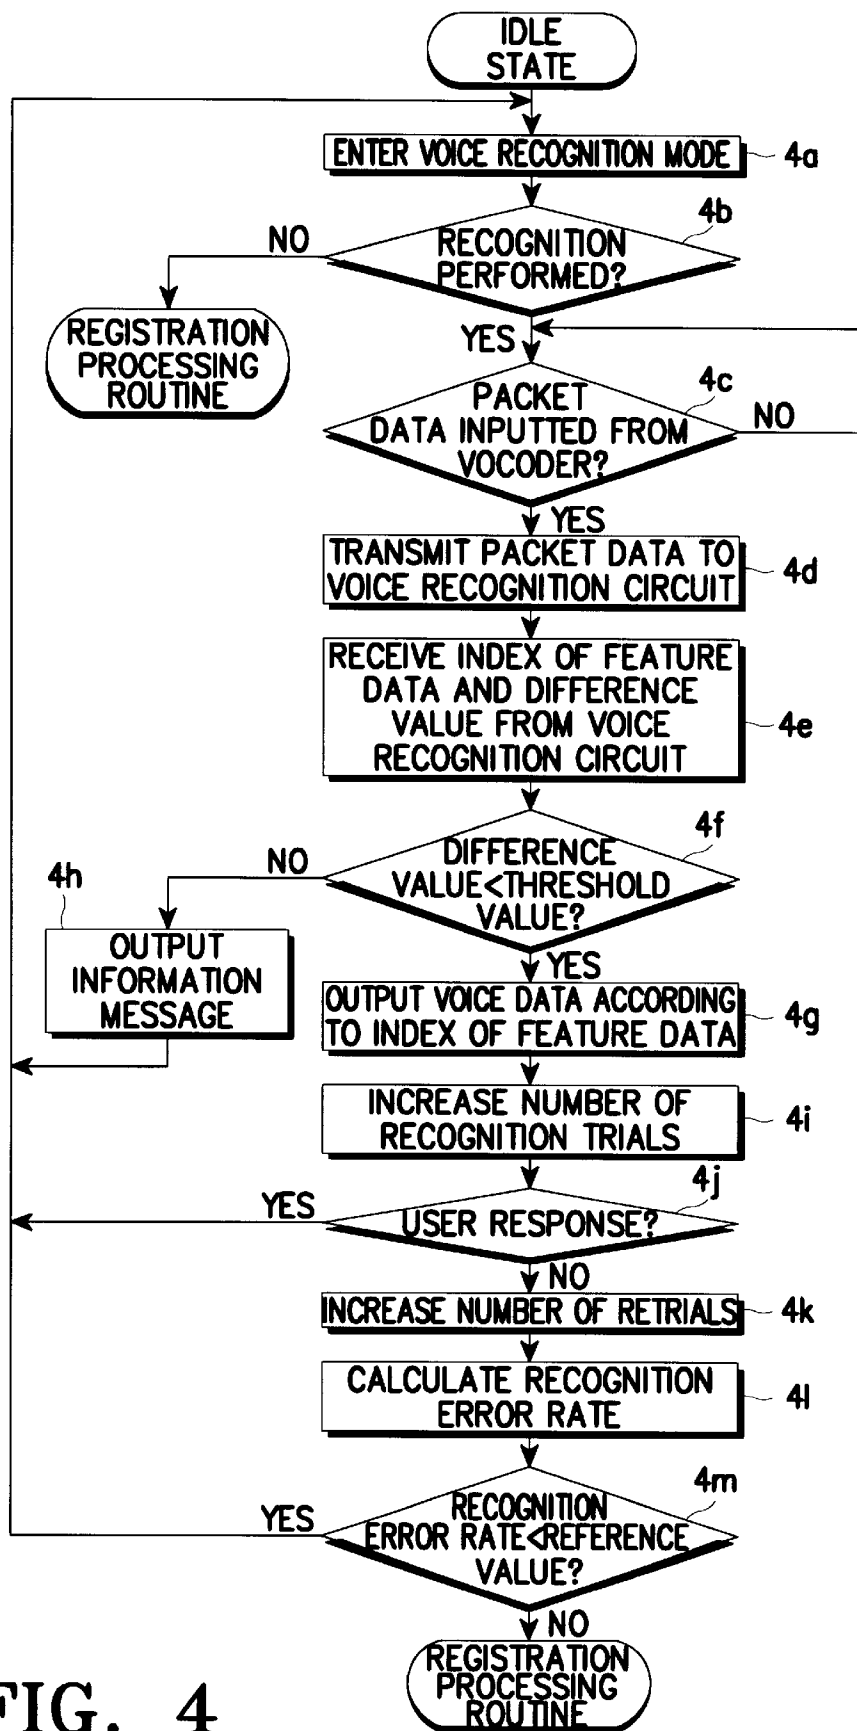 IDLE
STATE
ENTER VOICE RECOGNITION MODE
4a
4b
RECOGNITION
PERFORMED?
NO
REGISTRATION
PROCESSING
ROUTINE
YES
4c
PACKET
DATA INPUTTED FROM
VOCODER?
NO
YES
TRANSMIT PACKET DATA TO
VOICE RECOGNITION CIRCUIT
4d
RECEIVE INDEX OF FEATURE
DATA AND DIFFERENCE
VALUE FROM VOICE
RECOGNITION CIRCUIT
4e
4f
DIFFERENCE
VALUE<THRESHOLD
VALUE?
NO
4h
OUTPUT
INFORMATION
MESSAGE
YES
OUTPUT VOICE DATA ACCORDING
TO INDEX OF FEATURE DATA
4g
INCREASE NUMBER OF
RECOGNITION TRIALS
4i
4j
USER RESPONSE?
YES
NO
INCREASE NUMBER OF RETRIALS
4k
CALCULATE RECOGNITION
ERROR RATE
4l
4m
RECOGNITION
ERROR RATE<REFERENCE
VALUE?
YES
NO
REGISTRATION
PROCESSING
ROUTINE
FIG. 4